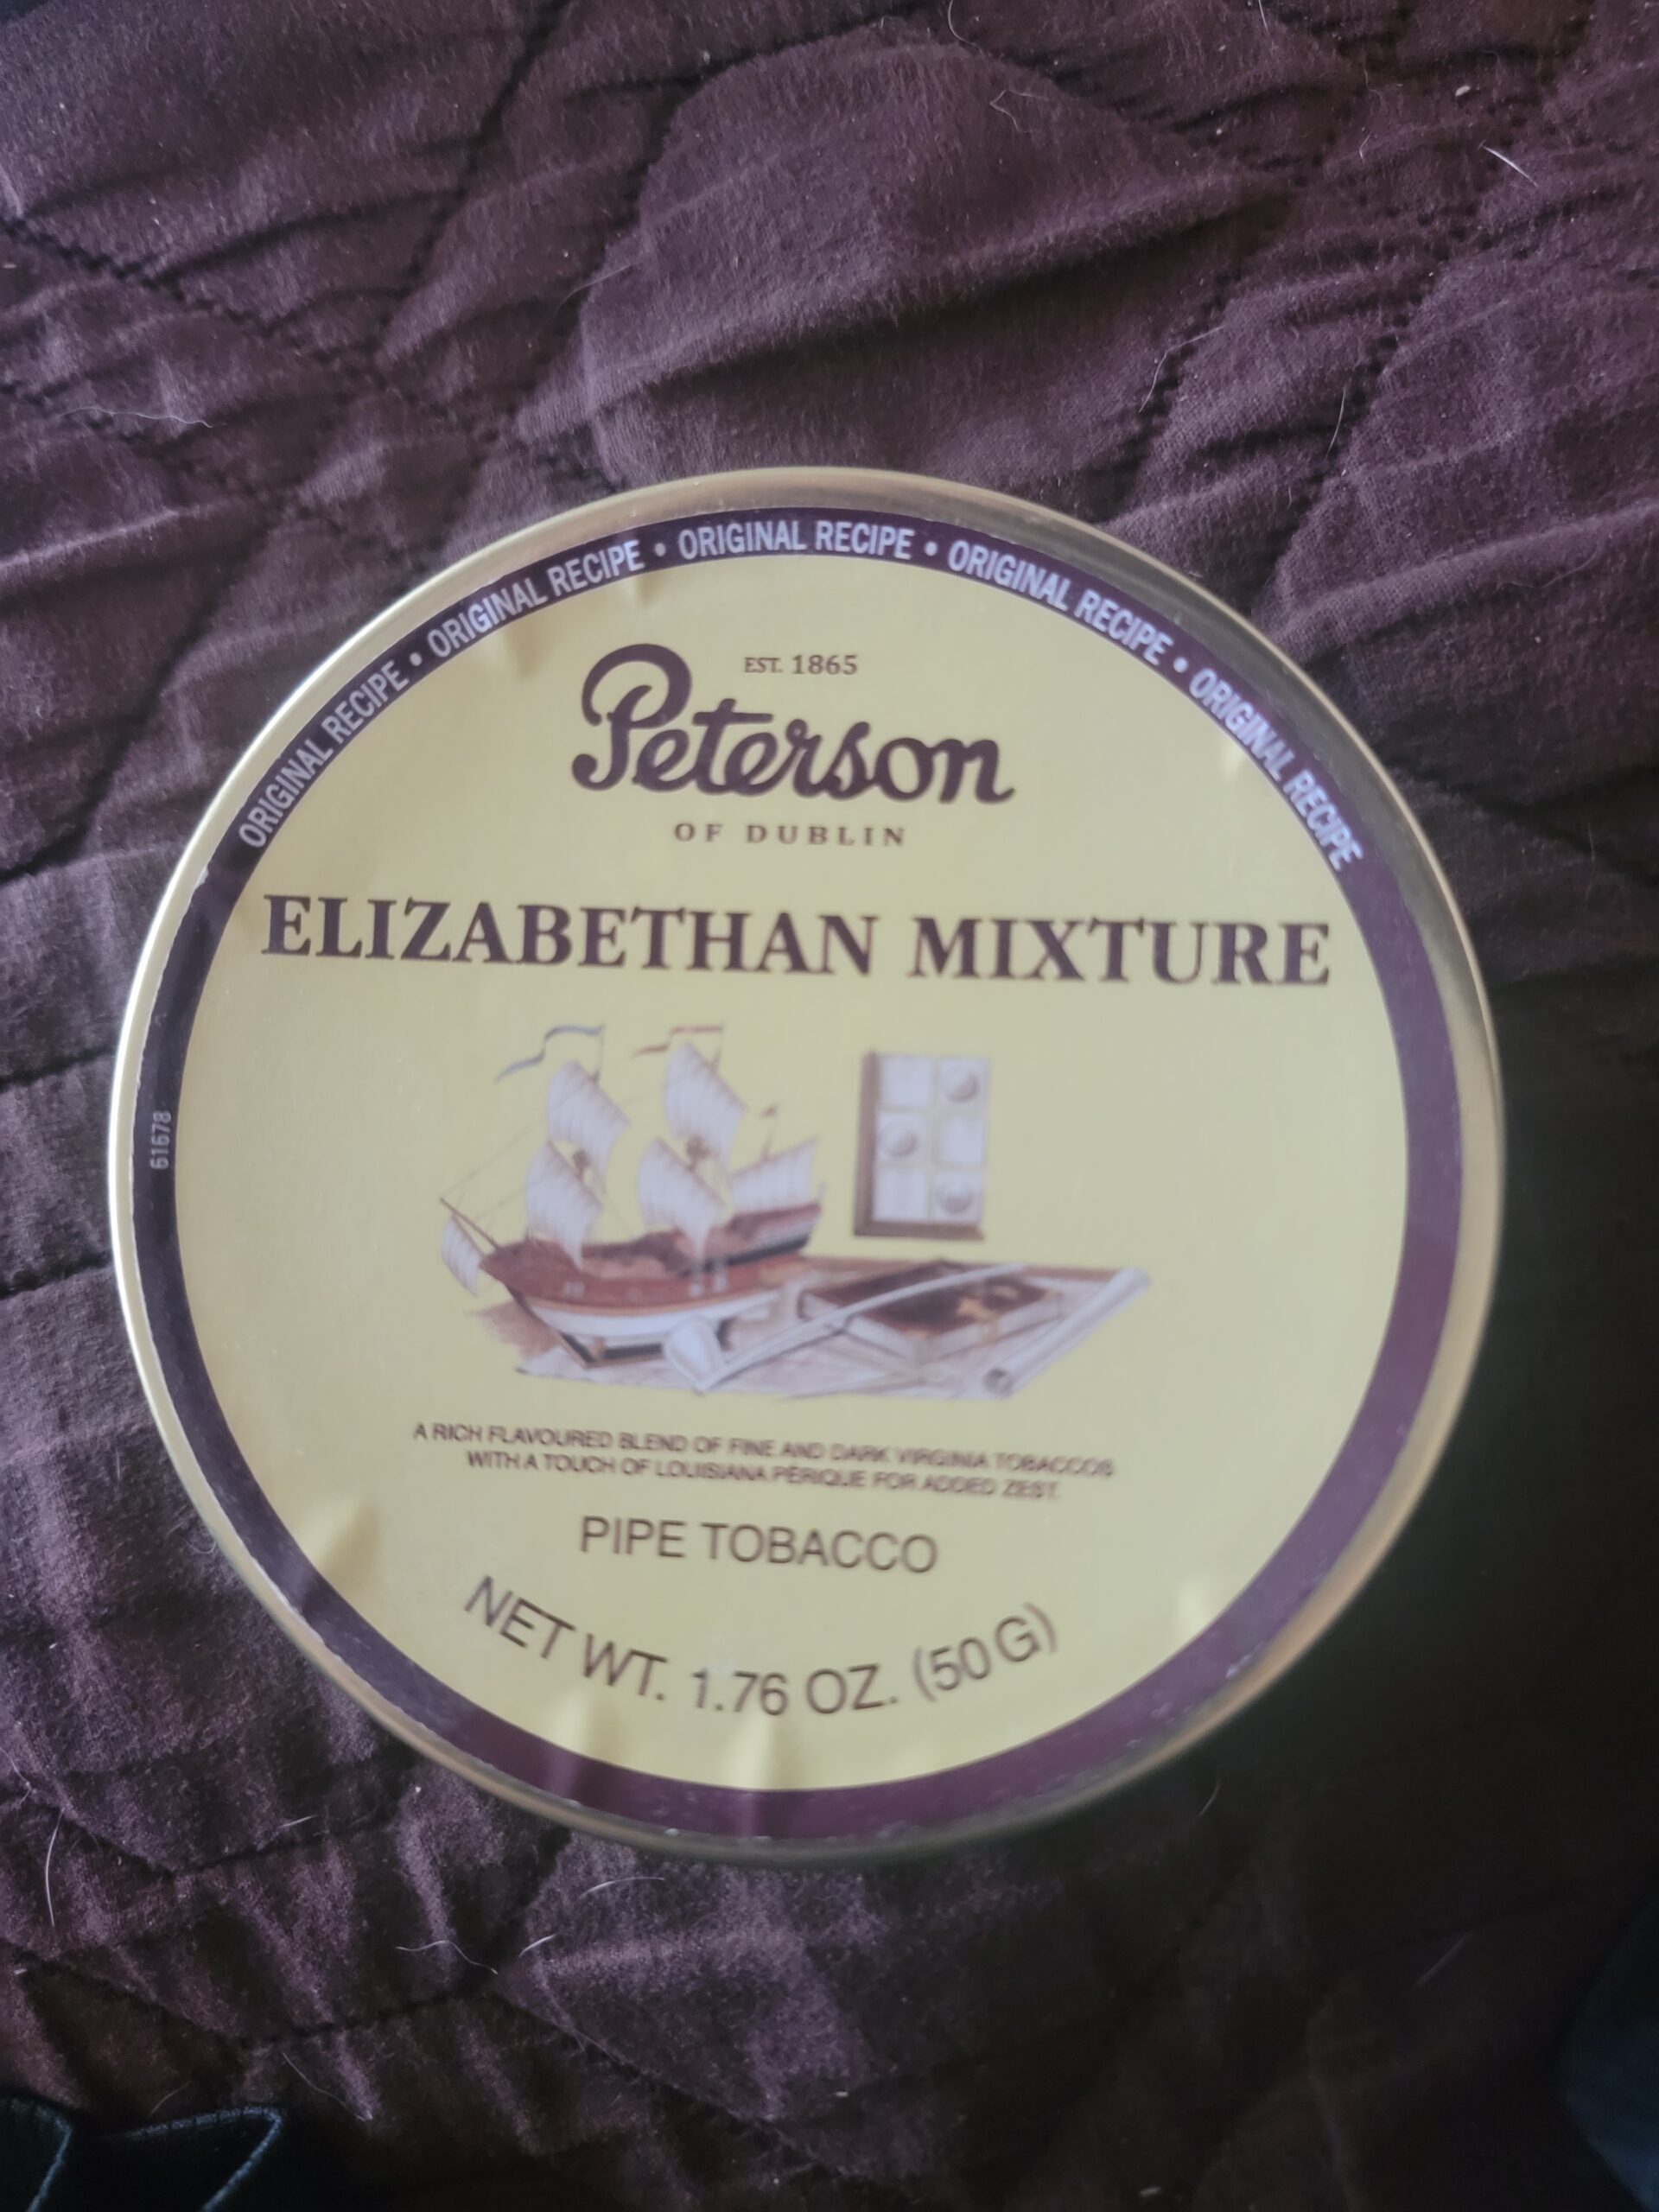 ORIGINAL RECIPE • ORIGINAL RECIPE • ORIGINAL RECIPE • ORIGINAL RECIPE • ORIGINAL RECIPE
EST. 1865
Peterson
OF DUBLIN
ELIZABETHAN MIXTURE
61678
A RICH FLAVOURED BLEND OF FINE AND DARK VIRGINIA TOBACCOS
WITH A TOUCH OF LOUISIANA PERIQUE FOR ADDED ZEST.
PIPE TOBACCO
NET WT. 1.76 OZ. (50 G)